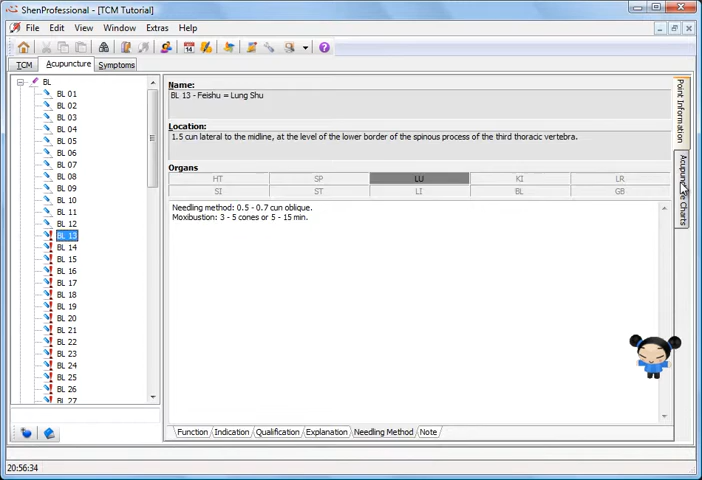 ShenProfessional - [TCM Tutorial]
File Edit View Window Extras Help
14
TCM Acupuncture Symptoms
BL
BL 01
BL 02
BL 03
BL 04
BL 05
BL 06
BL 07
BL 08
BL 09
BL 10
BL 11
BL 12
BL 13
BL 14
BL 15
BL 16
BL 17
BL 18
BL 19
BL 20
BL 21
BL 22
BL 23
BL 24
BL 25
BL 26
BL 27
Name:
BL 13 - Feishu = Lung Shu
Location:
1.5 cun lateral to the midline, at the level of the lower border of the spinous process of the third thoracic vertebra.
Organs
HT SP LU KI LR
SI ST LI BL GB
Needling method: 0.5 - 0.7 cun oblique.
Moxibustion: 3 - 5 cones or 5 - 15 min.
Function Indication Qualification Explanation Needling Method Note
Point Information
Acupuncture Charts
20:56:34